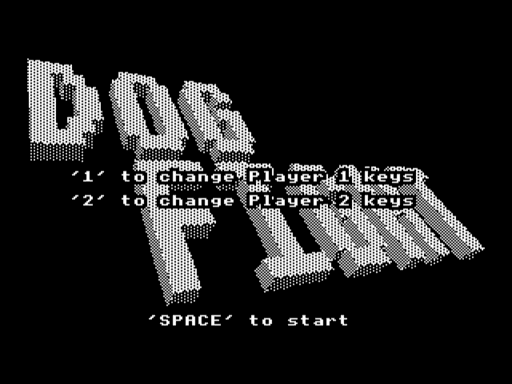 DOG
FIGHT
'1' to change Player 1 keys
'2' to change Player 2 keys
'SPACE' to start